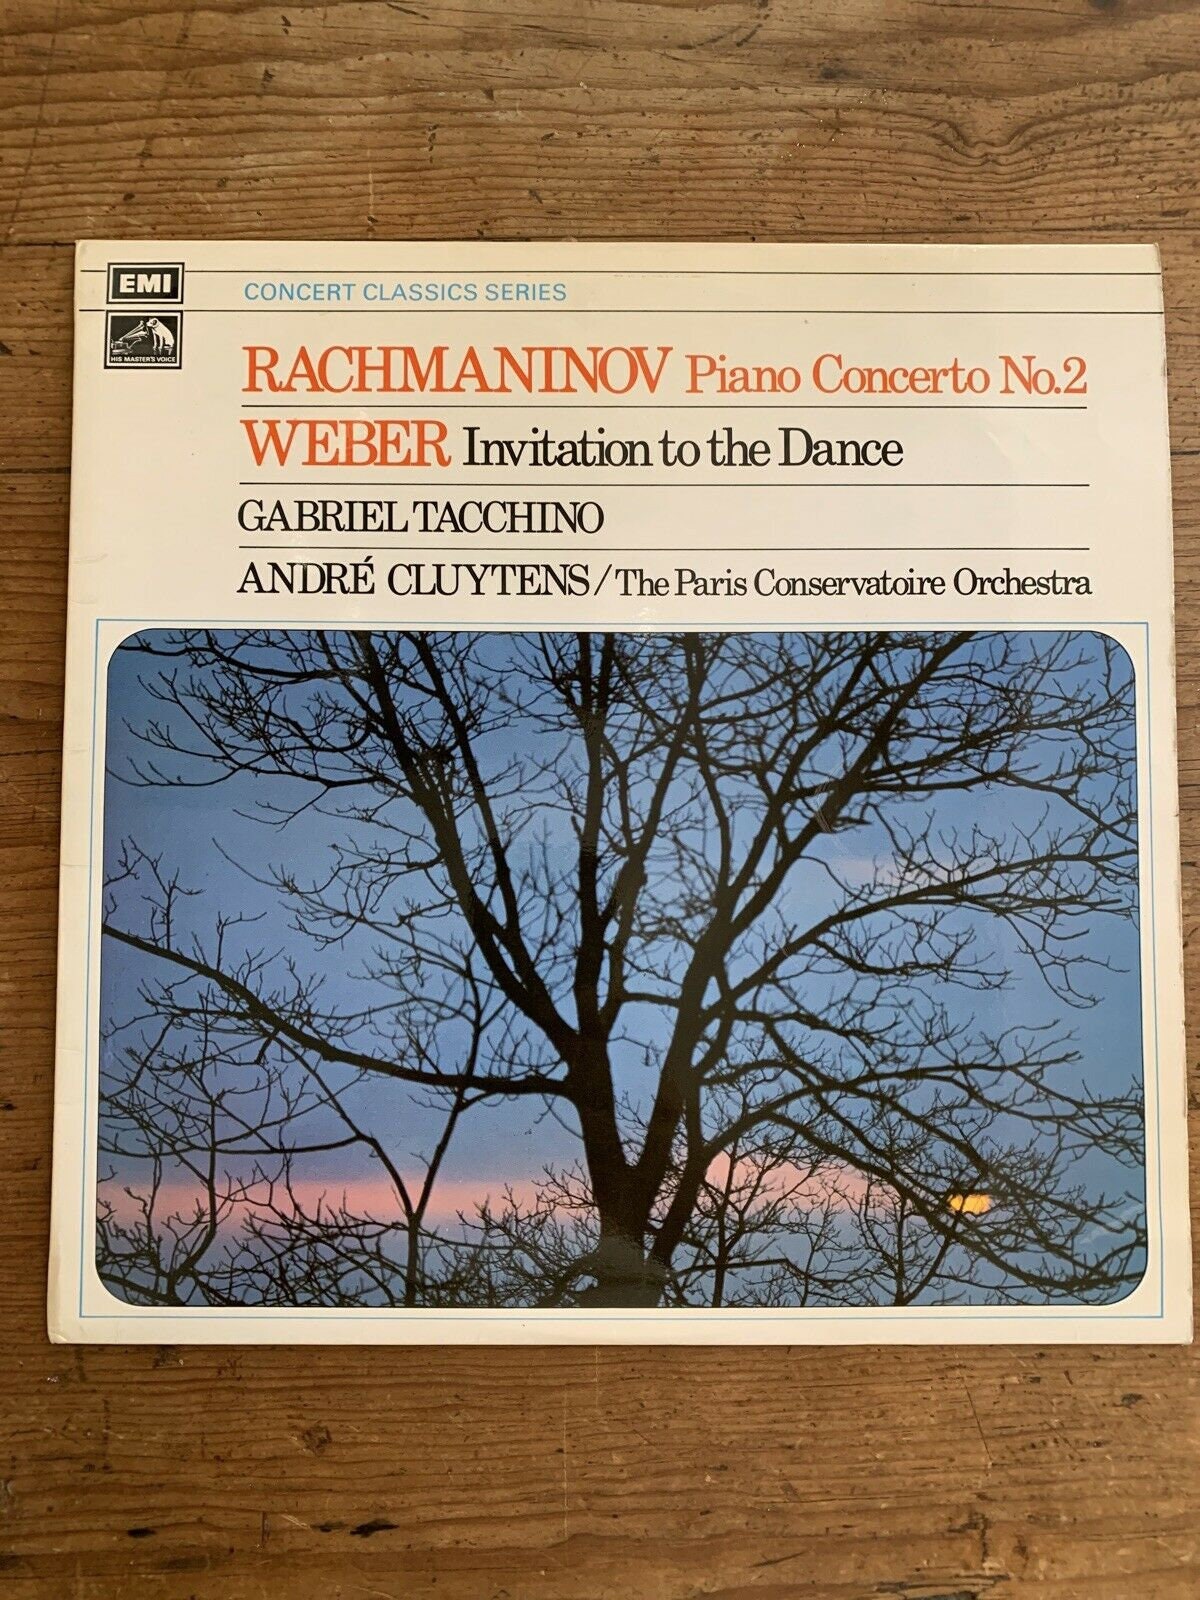 EMI
CONCERT CLASSICS SERIES
HIS MASTER'S VOICE
RACHMANINOV Piano Concerto No.2
WEBER Invitation to the Dance
GABRIEL TACCHINO
ANDRÉ CLUYTENS/The Paris Conservatoire Orchestra